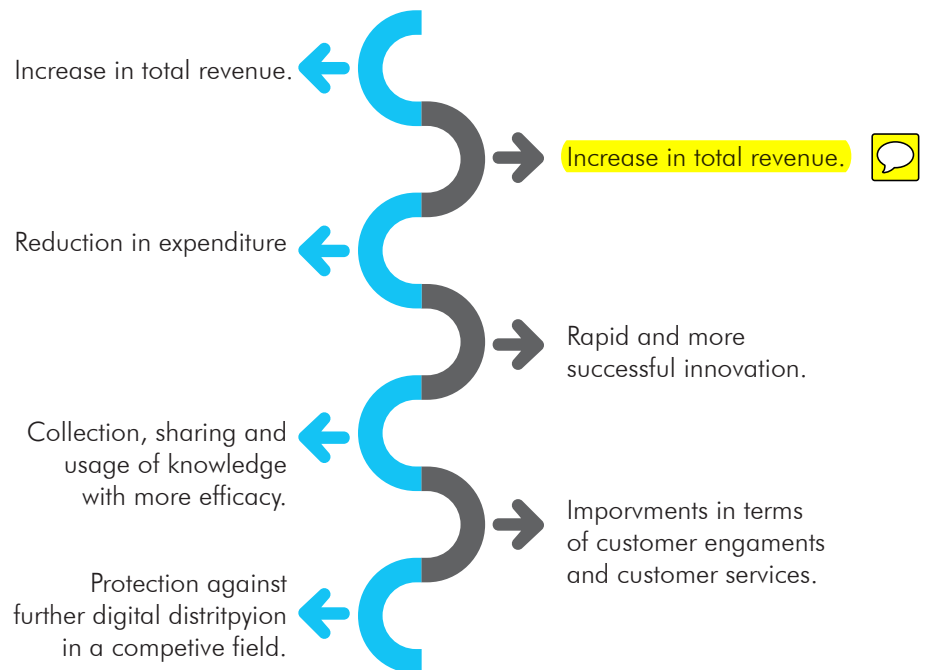 Increase in total revenue.
Increase in total revenue.
Reduction in expenditure
Rapid and more
successful innovation.
Collection, sharing and
usage of knowledge
with more efficacy.
Imporvments in terms
of customer engaments
and customer services.
Protection against
further digital distritpyion
in a competive field.